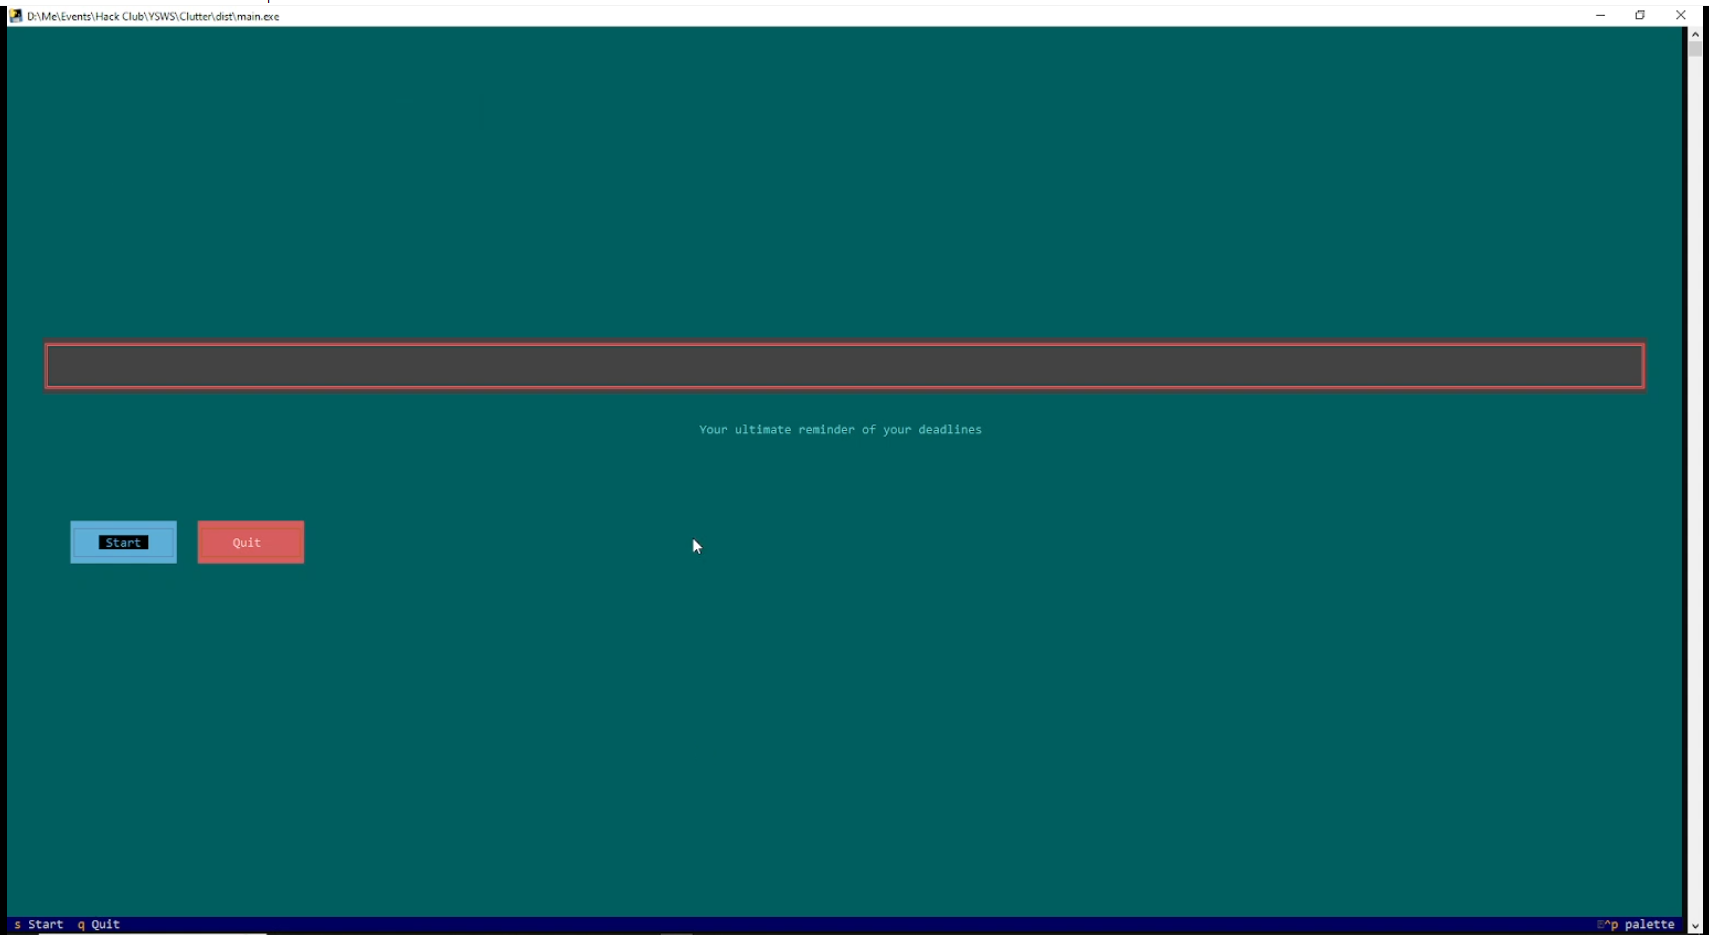 D:\Me\Events\Hack Club\YSWS\Clutter\dist\main.exe
Your ultimate reminder of your deadlines
Start Quit
s Start q Quit ^p palette